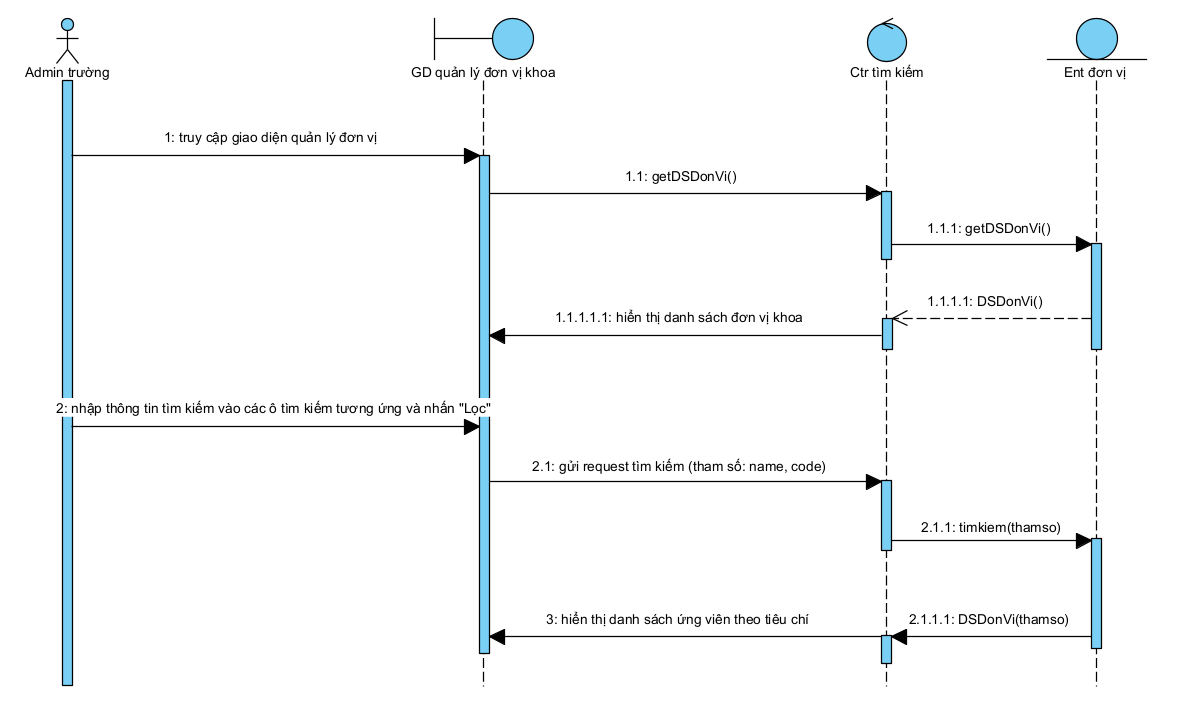 Admin trường
GD quản lý đơn vị khoa
Ctr tìm kiếm
Ent đơn vị
1: truy cập giao diện quản lý đơn vị
1.1: getDSDonVi()
1.1.1: getDSDonVi()
1.1.1.1: DSDonVi()
1.1.1.1.1: hiển thị danh sách đơn vị khoa
2: nhập thông tin tìm kiếm vào các ô tìm kiếm tương ứng và nhấn "Lọc"
2.1: gửi request tìm kiếm (tham số: name, code)
2.1.1: timkiem(thamso)
2.1.1.1: DSDonVi(thamso)
3: hiển thị danh sách ứng viên theo tiêu chí